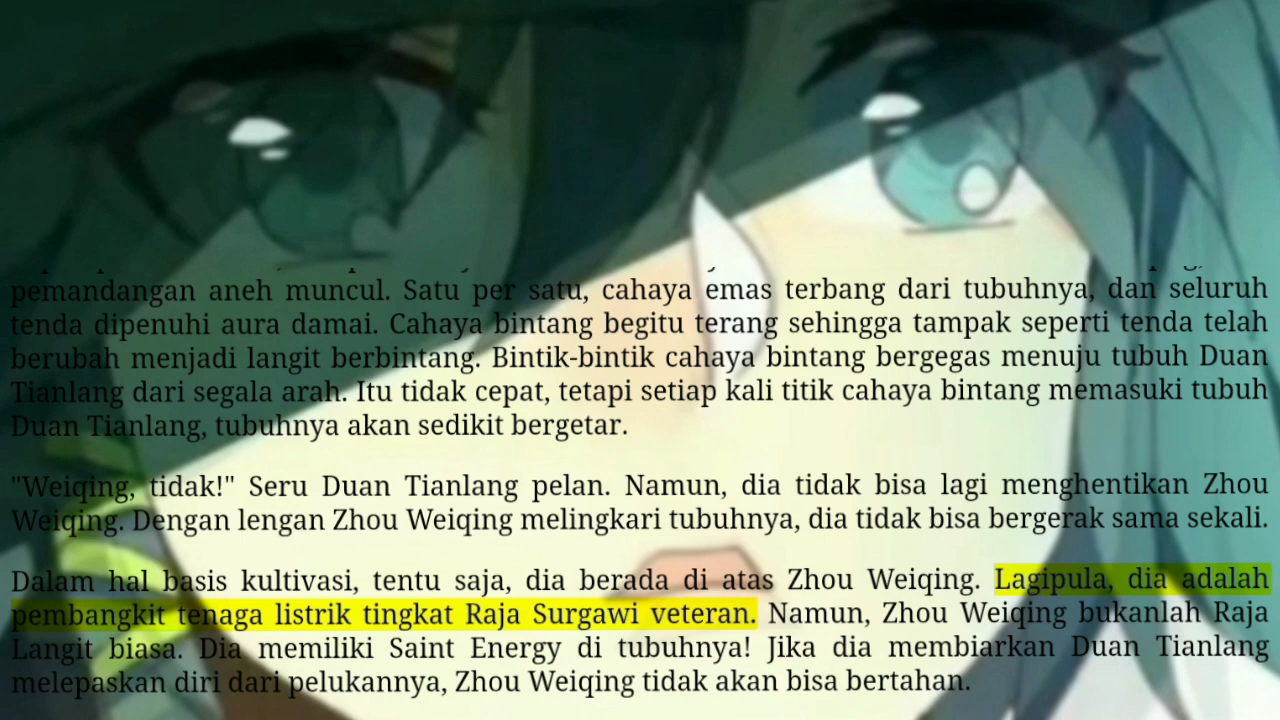 pemandangan aneh muncul. Satu per satu, cahaya emas terbang dari tubuhnya, dan seluruh
tenda dipenuhi aura damai. Cahaya bintang begitu terang sehingga tampak seperti tenda telah
berubah menjadi langit berbintang. Bintik-bintik cahaya bintang bergegas menuju tubuh Duan
Tianlang dari segala arah. Itu tidak cepat, tetapi setiap kali titik cahaya bintang memasuki tubuh
Duan Tianlang, tubuhnya akan sedikit bergetar.
"Weiqing, tidak!" Seru Duan Tianlang pelan. Namun, dia tidak bisa lagi menghentikan Zhou
Weiqing. Dengan lengan Zhou Weiqing melingkari tubuhnya, dia tidak bisa bergerak sama sekali.
Dalam hal basis kultivasi, tentu saja, dia berada di atas Zhou Weiqing. Lagipula, dia adalah
pembangkit tenaga listrik tingkat Raja Surgawi veteran. Namun, Zhou Weiqing bukanlah Raja
Langit biasa. Dia memiliki Saint Energy di tubuhnya! Jika dia membiarkan Duan Tianlang
melepaskan diri dari pelukannya, Zhou Weiqing tidak akan bisa bertahan.